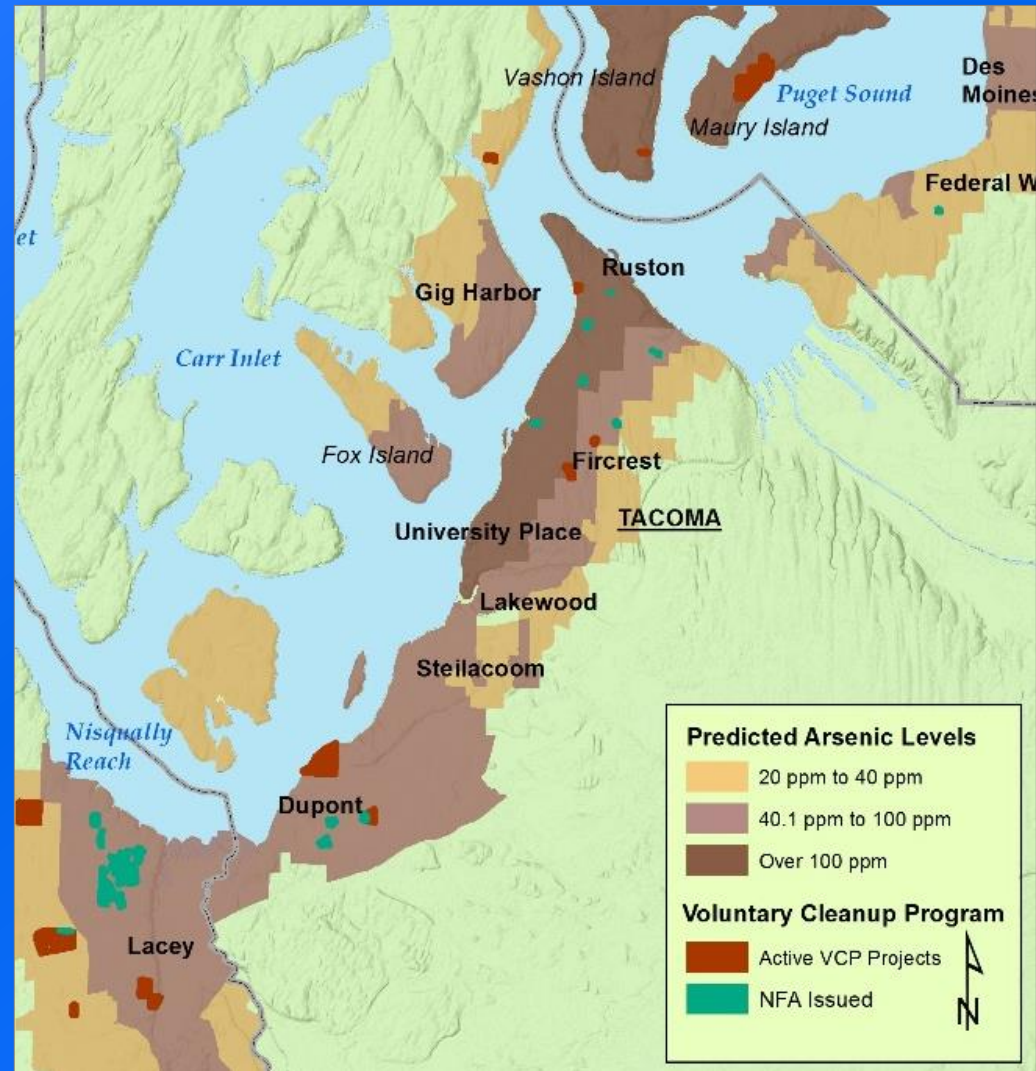 Vashon Island
Puget Sound
Des
Moines
Maury Island
Federal W
et
Ruston
Gig Harbor
Carr Inlet
Fox Island
Fircrest
University Place
TACOMA
Lakewood
Steilacoom
Nisqually
Reach
Dupont
Lacey
Predicted Arsenic Levels
20 ppm to 40 ppm
40.1 ppm to 100 ppm
Over 100 ppm
Voluntary Cleanup Program
Active VCP Projects
NFA Issued
N